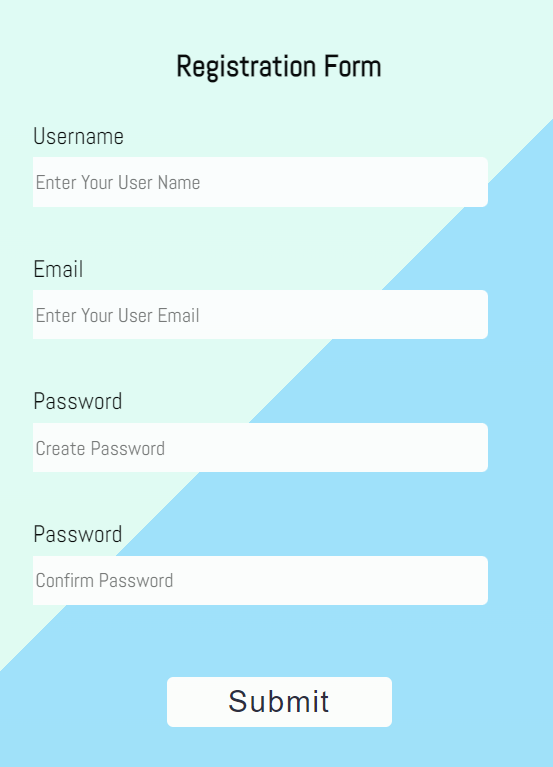 Registration Form
Username
Enter Your User Name
Email
Enter Your User Email
Password
Create Password
Password
Confirm Password
Submit